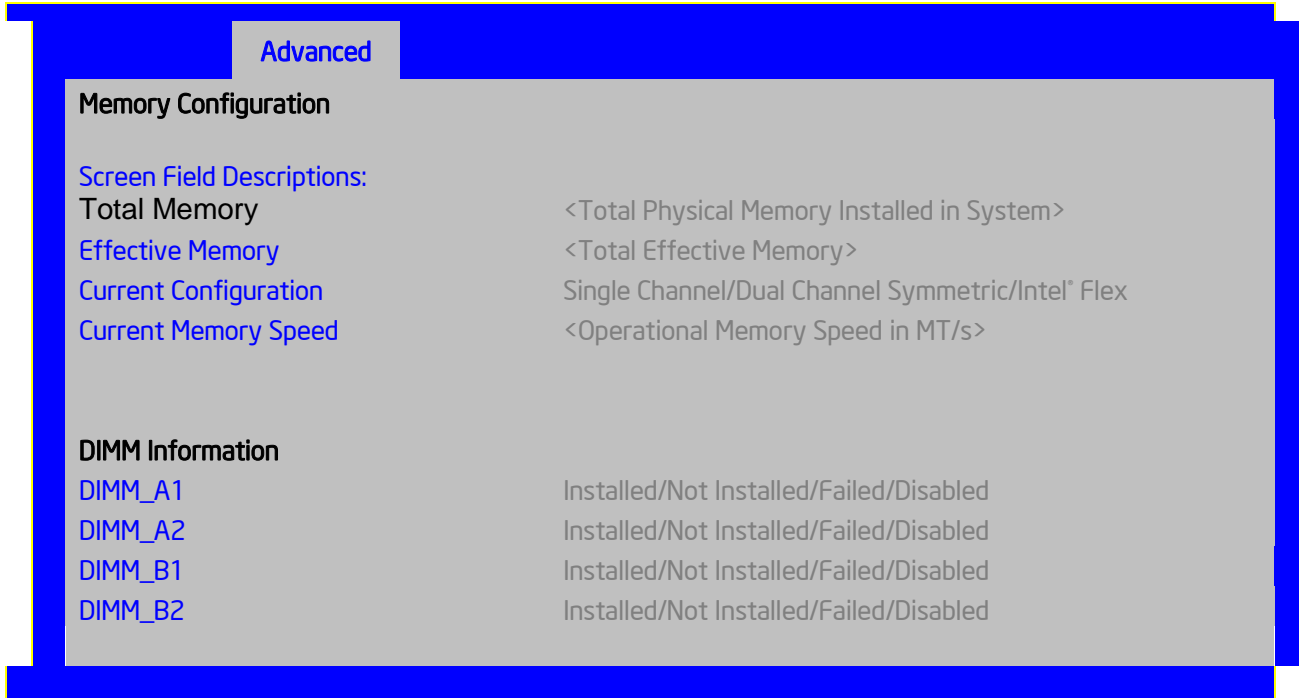 Advanced
Memory Configuration
Screen Field Descriptions:
Total Memory <Total Physical Memory Installed in System>
Effective Memory <Total Effective Memory>
Current Configuration Single Channel/Dual Channel Symmetric/Intel® Flex
Current Memory Speed <Operational Memory Speed in MT/s>
DIMM Information
DIMM_A1 Installed/Not Installed/Failed/Disabled
DIMM_A2 Installed/Not Installed/Failed/Disabled
DIMM_B1 Installed/Not Installed/Failed/Disabled
DIMM_B2 Installed/Not Installed/Failed/Disabled